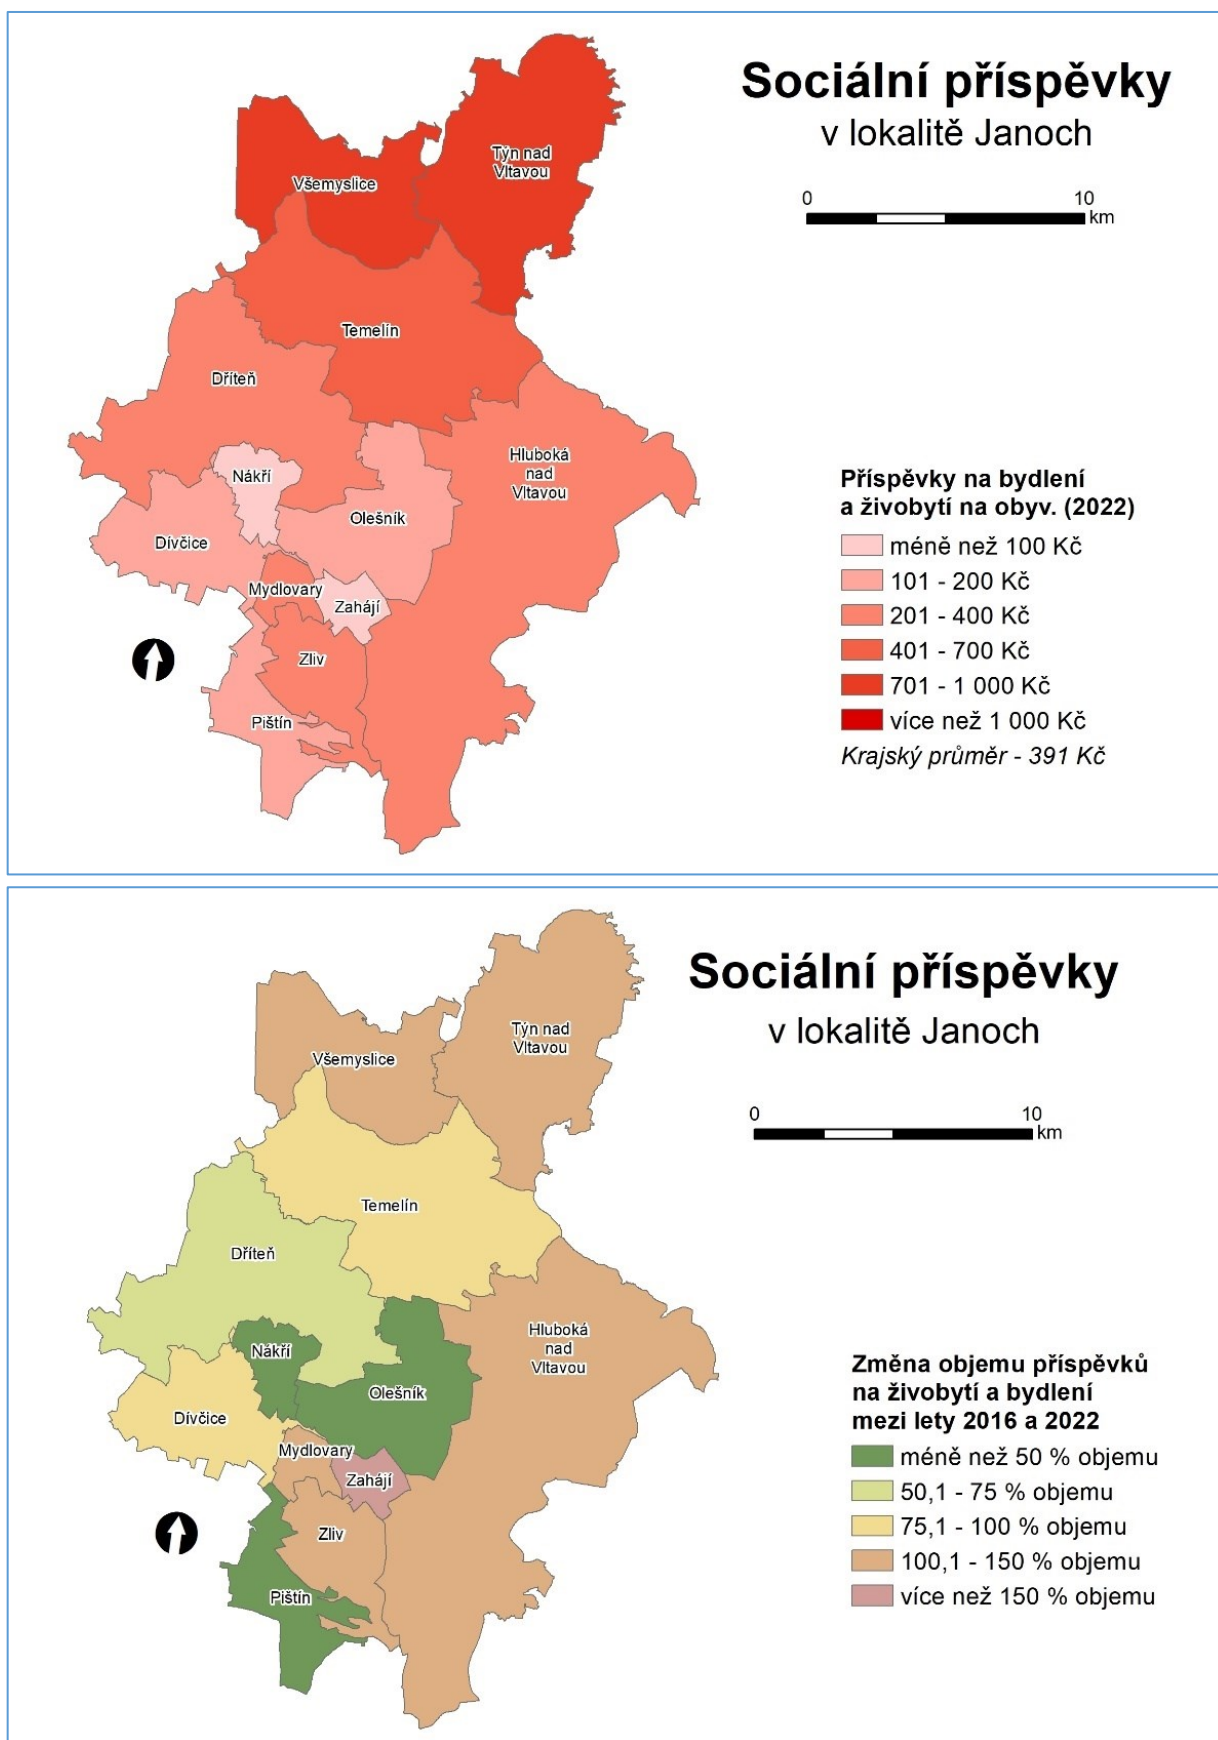 Sociální příspěvky
v lokalitě Janoch
0 10
km
Týn nad
Vltavou
Všemyslice
Temelín
Dříteň
Hluboká
nad
Vltavou
Nákří
Olešník
Dívčice
Mydlovary
Zahájí
Zliv
Pištín
Příspěvky na bydlení
a živobytí na obyv. (2022)
méně než 100 Kč
101 - 200 Kč
201 - 400 Kč
401 - 700 Kč
701 - 1 000 Kč
více než 1 000 Kč
Krajský průměr - 391 Kč
Sociální příspěvky
v lokalitě Janoch
0 10
km
Týn nad
Vltavou
Všemyslice
Temelín
Dříteň
Hluboká
nad
Vltavou
Nákří
Olešník
Dívčice
Mydlovary
Zahájí
Zliv
Pištín
Změna objemu příspěvků
na živobytí a bydlení
mezi lety 2016 a 2022
méně než 50 % objemu
50,1 - 75 % objemu
75,1 - 100 % objemu
100,1 - 150 % objemu
více než 150 % objemu